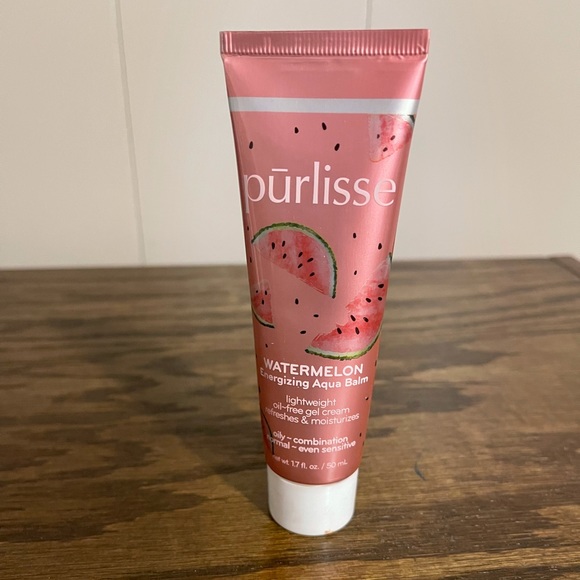 pūrlisse
WATERMELON
Energizing Aqua Balm
lightweight
oil-free gel cream
refreshes & moisturizes
oily - combination
normal - even sensitive
net wt. 1.7 fl. oz. / 50 mL